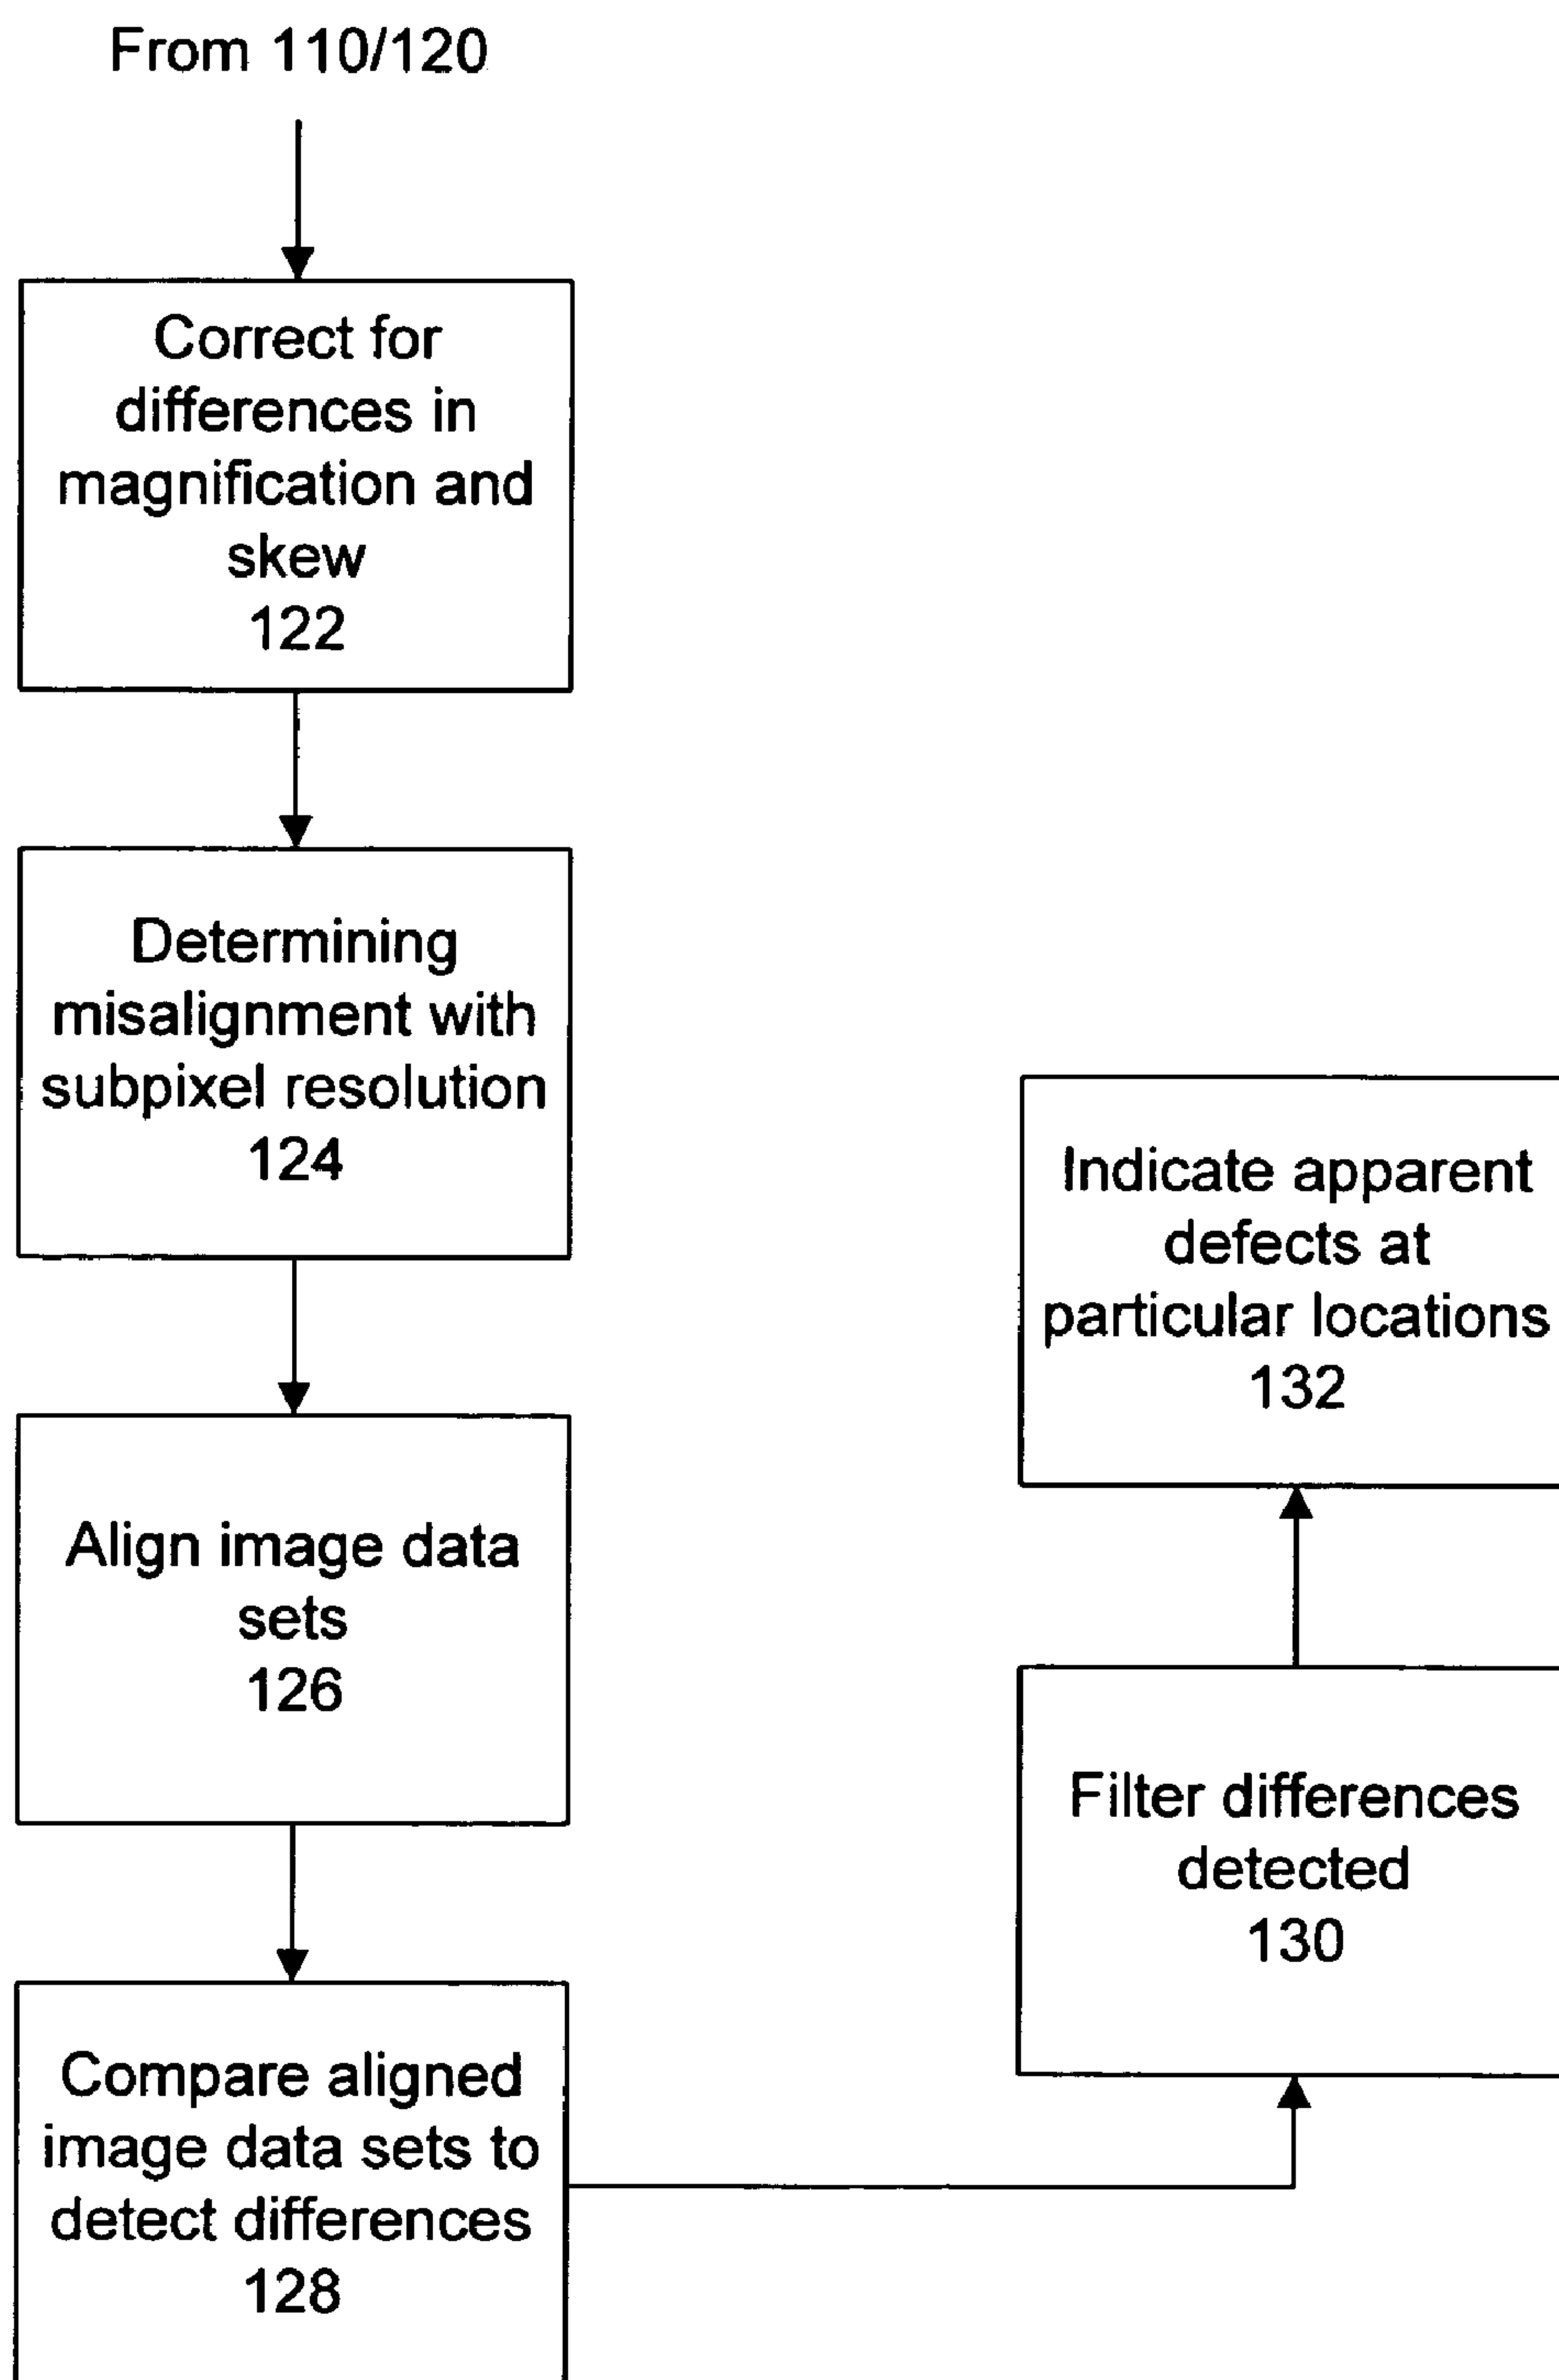 From 110/120
Correct for
differences in
magnification and
skew
122
Determining
misalignment with
subpixel resolution
124
Align image data
sets
126
Compare aligned
image data sets to
detect differences
128
Filter differences
detected
130
Indicate apparent
defects at
particular locations
132